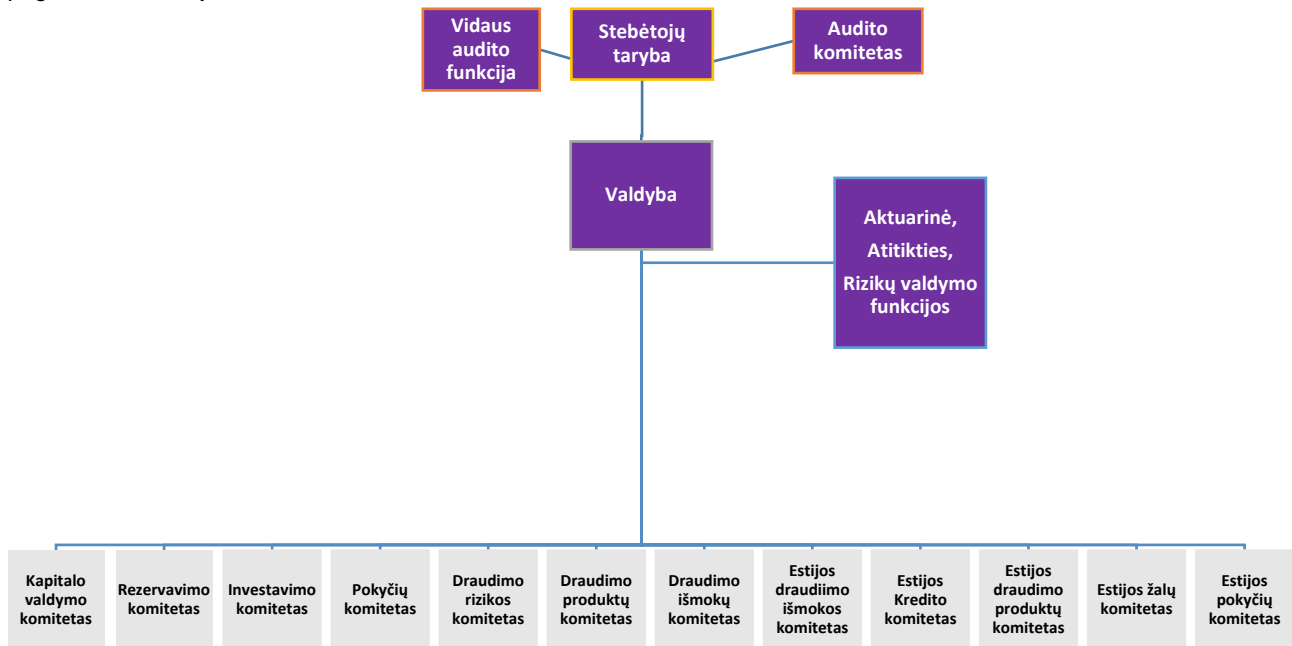 Vidaus
audito
funkcija
Stebėtojų
taryba
Audito
komitetas
Valdyba
Aktuarinė,
Atitikties,
Rizikų valdymo
funkcijos
Kapitalo
valdymo
komitetas
Rezervavimo
komitetas
Investavimo
komitetas
Pokyčių
komitetas
Draudimo
rizikos
komitetas
Draudimo
produktų
komitetas
Draudimo
išmokų
komitetas
Estijos
draudiimo
išmokos
komitetas
Estijos
Kredito
komitetas
Estijos
draudimo
produktų
komitetas
Estijos žalų
komitetas
Estijos
pokyčių
komitetas